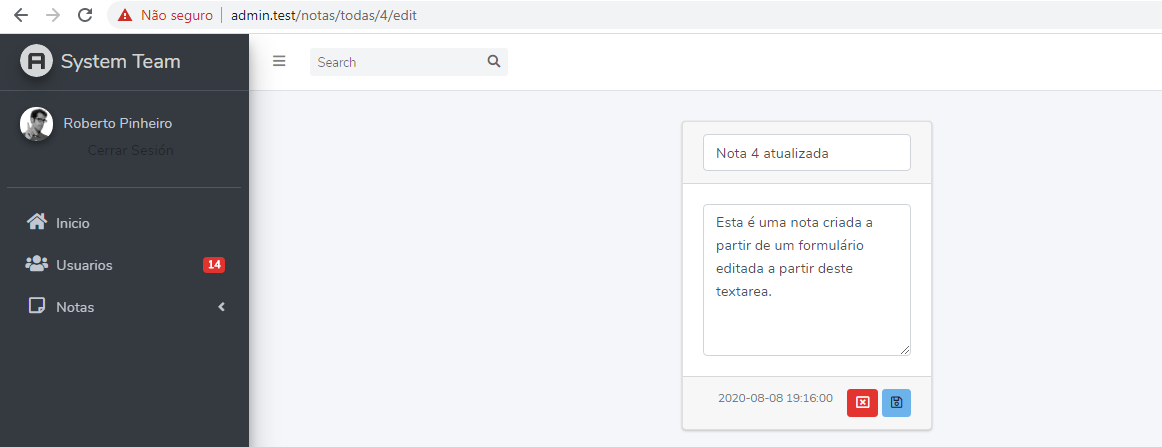 Não seguro | admin.test/notas/todas/4/edit
System Team
Search
Roberto Pinheiro
Cerrar Sesión
Inicio
Usuarios 14
Notas
Nota 4 atualizada
Esta é uma nota criada a
partir de um formulário
editada a partir deste
textarea.
2020-08-08 19:16:00